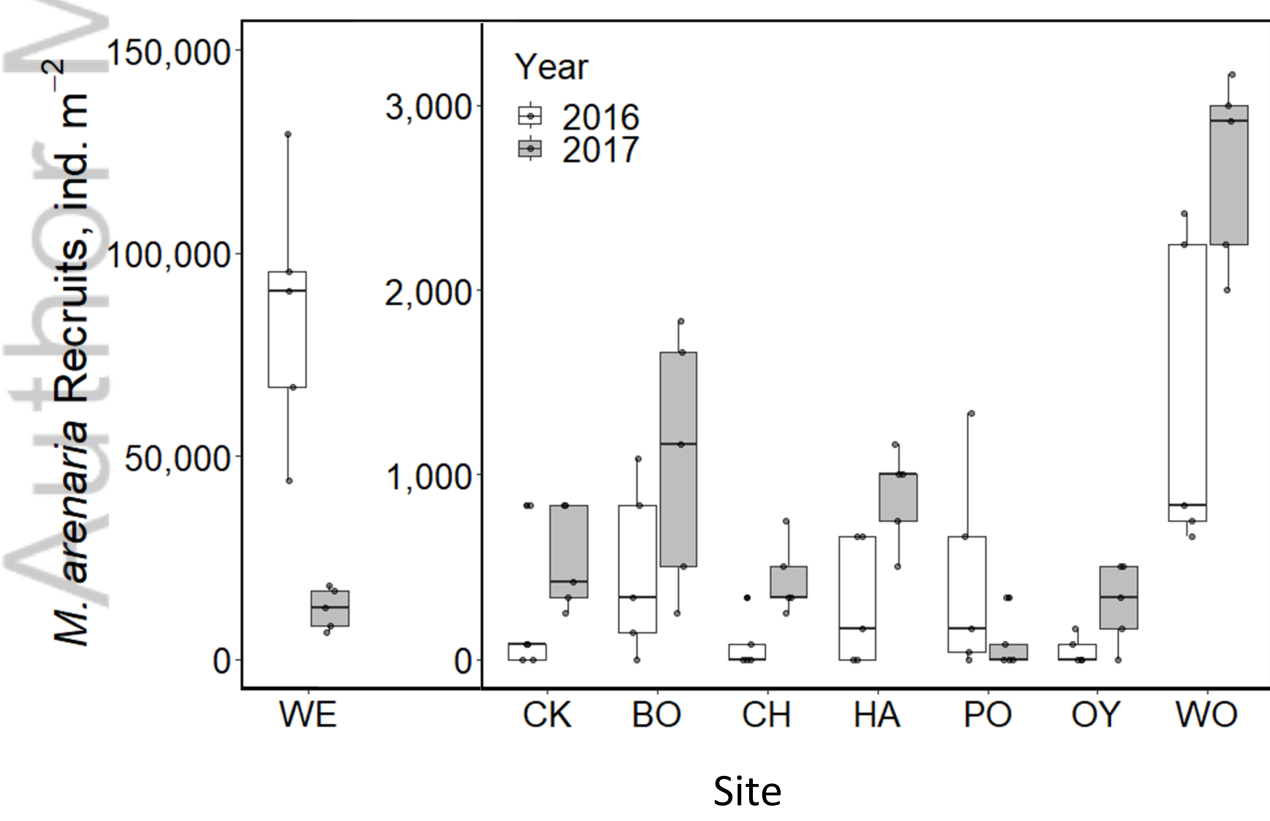 Author M
M. arenaria Recruits, ind. m⁻²
150,000
100,000
50,000
0
3,000
2,000
1,000
0
Year
2016
2017
WE CK BO CH HA PO OY WO
Site